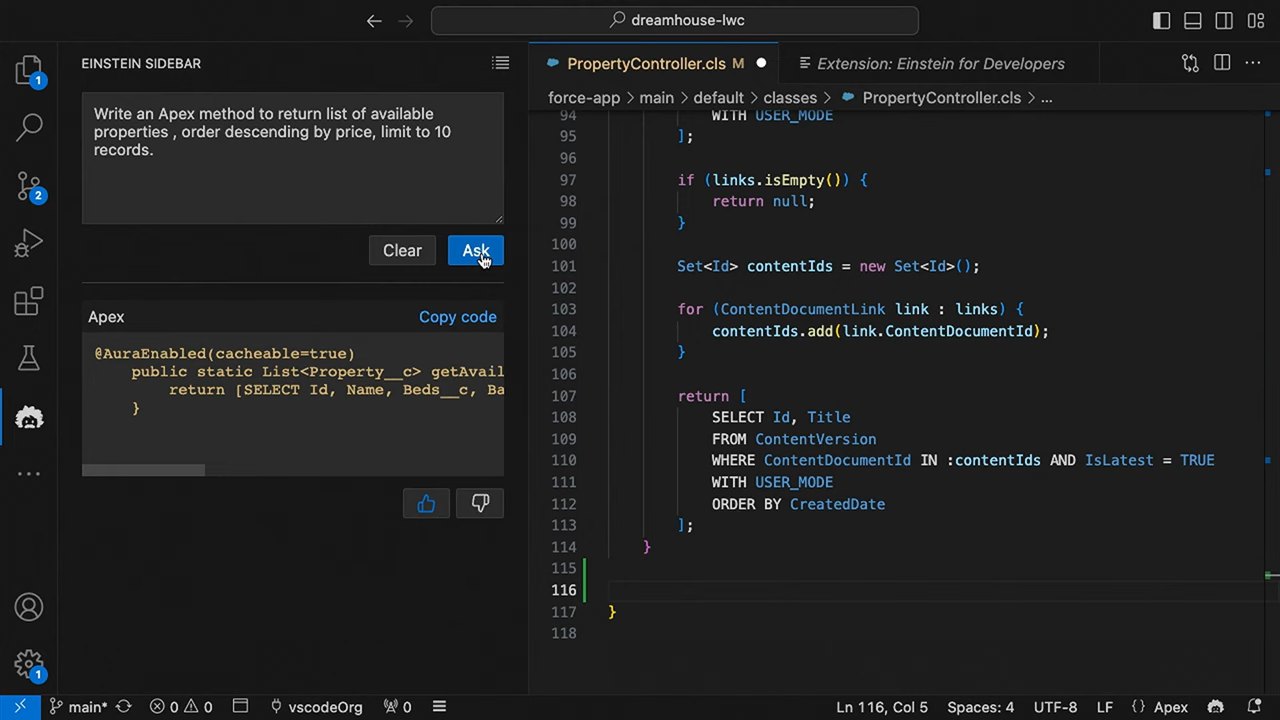 dreamhouse-lwc
EINSTEIN SIDEBAR
Write an Apex method to return list of available
properties , order descending by price, limit to 10
records.
Clear
Ask
Apex
Copy code
@AuraEnabled(cacheable=true)
public static List<Property__c> getAvail
return [SELECT Id, Name, Beds__c, Ba
}
1
2
1
PropertyController.cls M
Extension: Einstein for Developers
force-app > main > default > classes > PropertyController.cls > ...
94 WITH USER_MODE
95 ];
96
97 if (links.isEmpty()) {
98 return null;
99 }
100
101 Set<Id> contentIds = new Set<Id>();
102
103 for (ContentDocumentLink link : links) {
104 contentIds.add(link.ContentDocumentId);
105 }
106
107 return [
108 SELECT Id, Title
109 FROM ContentVersion
110 WHERE ContentDocumentId IN :contentIds AND IsLatest = TRUE
111 WITH USER_MODE
112 ORDER BY CreatedDate
113 ];
114 }
115
116
117 }
118
main* 0 0 vscodeOrg 0 Ln 116, Col 5 Spaces: 4 UTF-8 LF {} Apex